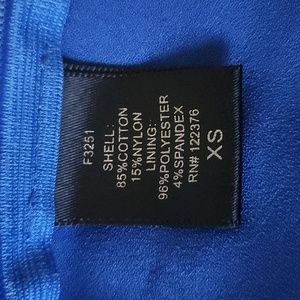 F3251
SHELL:
85%COTTON
15%NYLON
LINING:
96%POLYESTER
4%SPANDEX
RN# 122376
XS